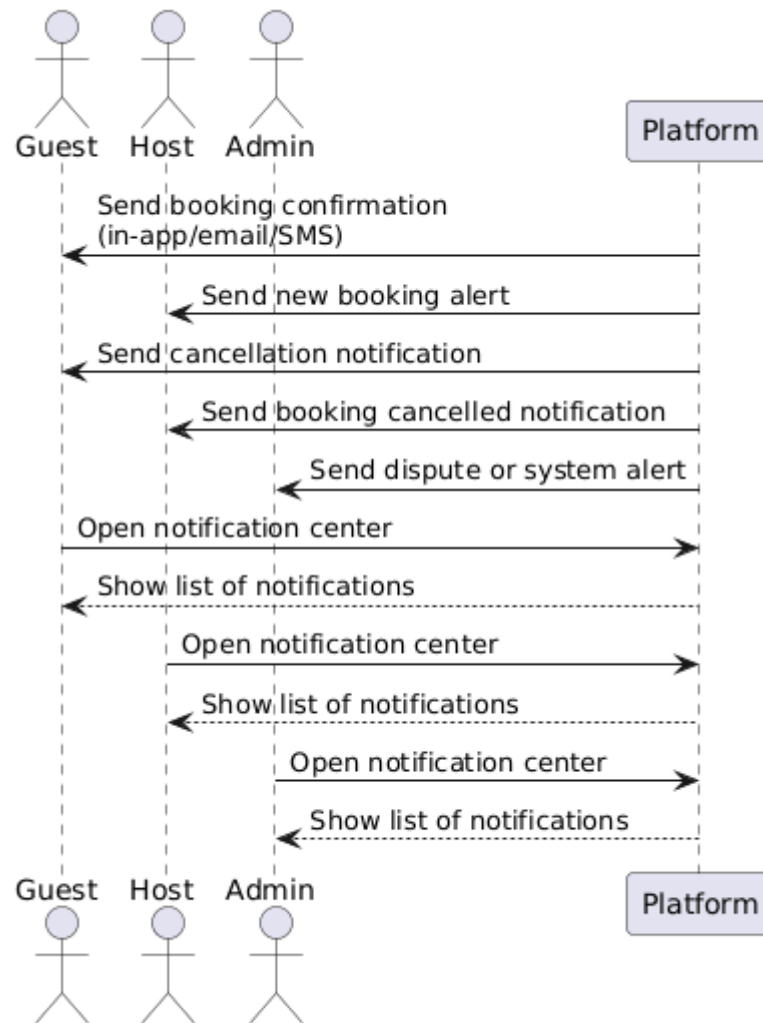 Guest Host Admin
Platform
Send booking confirmation
(in-app/email/SMS)
Send new booking alert
Send cancellation notification
Send booking cancelled notification
Send dispute or system alert
Open notification center
Show list of notifications
Open notification center
Show list of notifications
Open notification center
Show list of notifications
Guest Host Admin
Platform